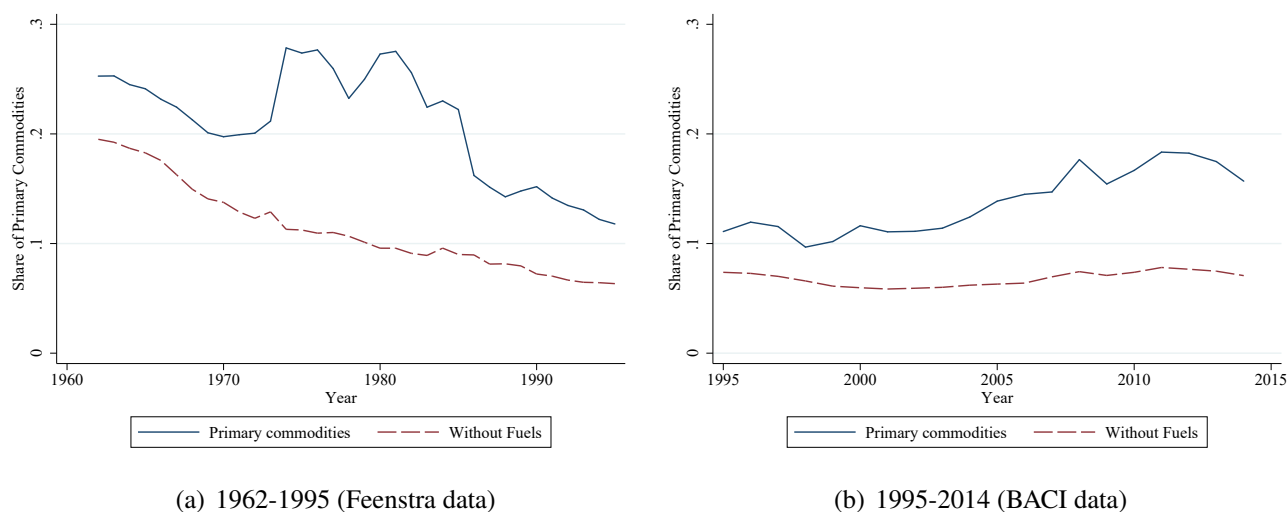 Share of Primary Commodities
.3
.2
.1
0
1960
1970
1980
1990
Year
Primary commodities
Without Fuels
(a) 1962-1995 (Feenstra data)
Share of Primary Commodities
.3
.2
.1
0
1995
2000
2005
2010
2015
Year
Primary commodities
Without Fuels
(b) 1995-2014 (BACI data)